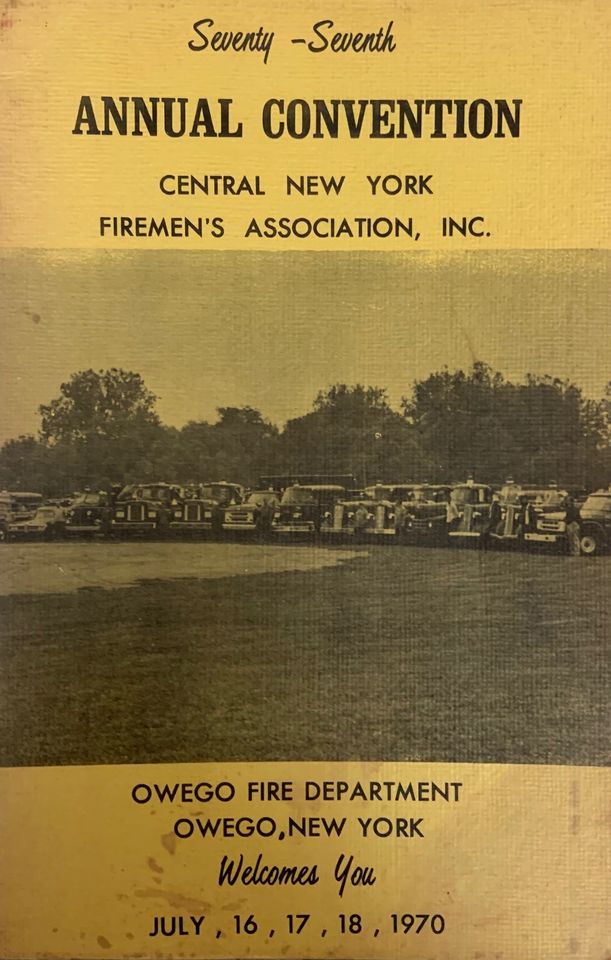 Seventy -Seventh
ANNUAL CONVENTION
CENTRAL NEW YORK
FIREMEN'S ASSOCIATION, INC.
OWEGO FIRE DEPARTMENT
OWEGO,NEW YORK
Welcomes You
JULY , 16 , 17 , 18 , 1970